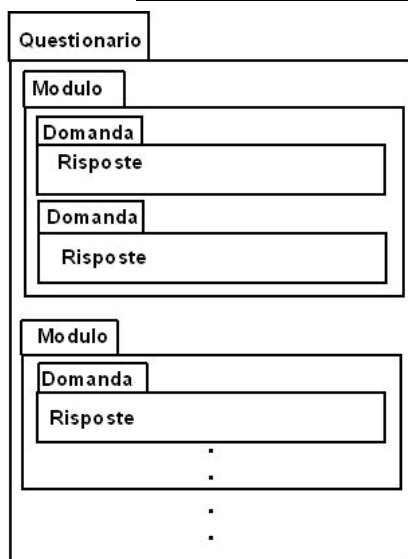 Questionario
Modulo
Domanda
Risposte
Domanda
Risposte
Modulo
Domanda
Risposte